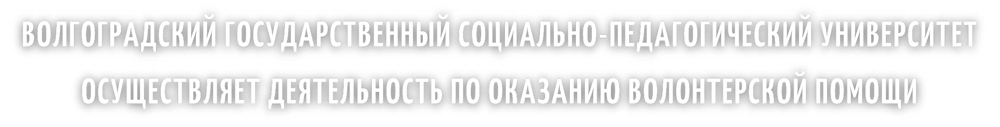 ВОЛГОГРАДСКИЙ ГОСУДАРСТВЕННЫЙ СОЦИАЛЬНО-ПЕДАГОГИЧЕСКИЙ УНИВЕРСИТЕТ
ОСУЩЕСТВЛЯЕТ ДЕЯТЕЛЬНОСТЬ ПО ОКАЗАНИЮ ВОЛОНТЕРСКОЙ ПОМОЩИ